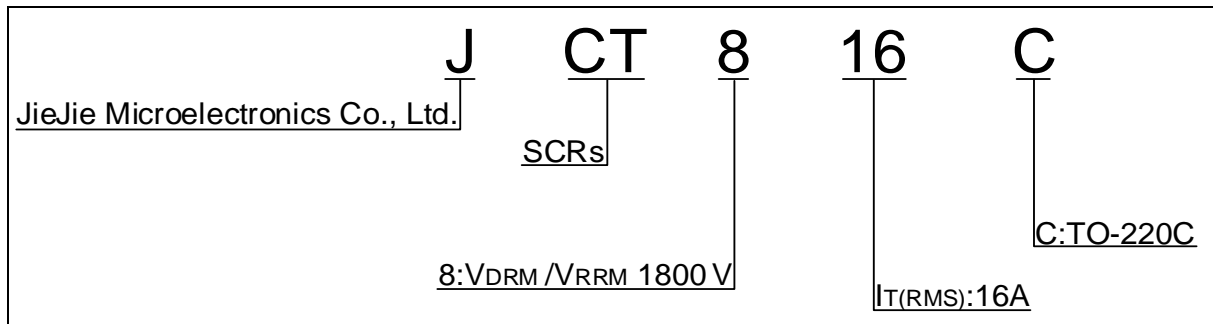 J CT 8 16 C
JieJie Microelectronics Co., Ltd.
SCRs
C:TO-220C
8:VDRM /VRRM 1800 V
IT(RMS):16A